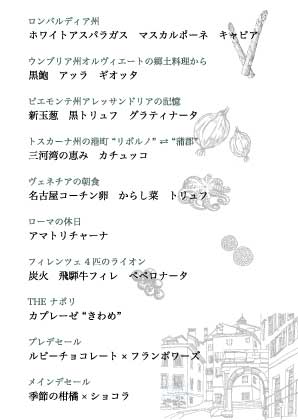 ロンバルディア州
ホワイトアスパラガス　マスカルポーネ　キャビア
ウンブリア州オルヴィエートの郷土料理から
黒鮑　アッラ　ギオッタ
ピエモンテ州アレッサンドリアの記憶
新玉葱　黒トリュフ　グラティナータ
トスカーナ州の港町 “リボルノ” ⇄ “蒲郡”
三河湾の恵み　カチュッコ
ヴェネチアの朝食
名古屋コーチン卵　からし菜　トリュフ
ローマの休日
アマトリチャーナ
フィレンツェ 4 匹のライオン
炭火　飛騨牛フィレ　ペペロナータ
THE ナポリ
カプレーゼ “きわめ”
プレデセール
ルビーチョコレート × フランボワーズ
メインデセール
季節の柑橘 × ショコラ